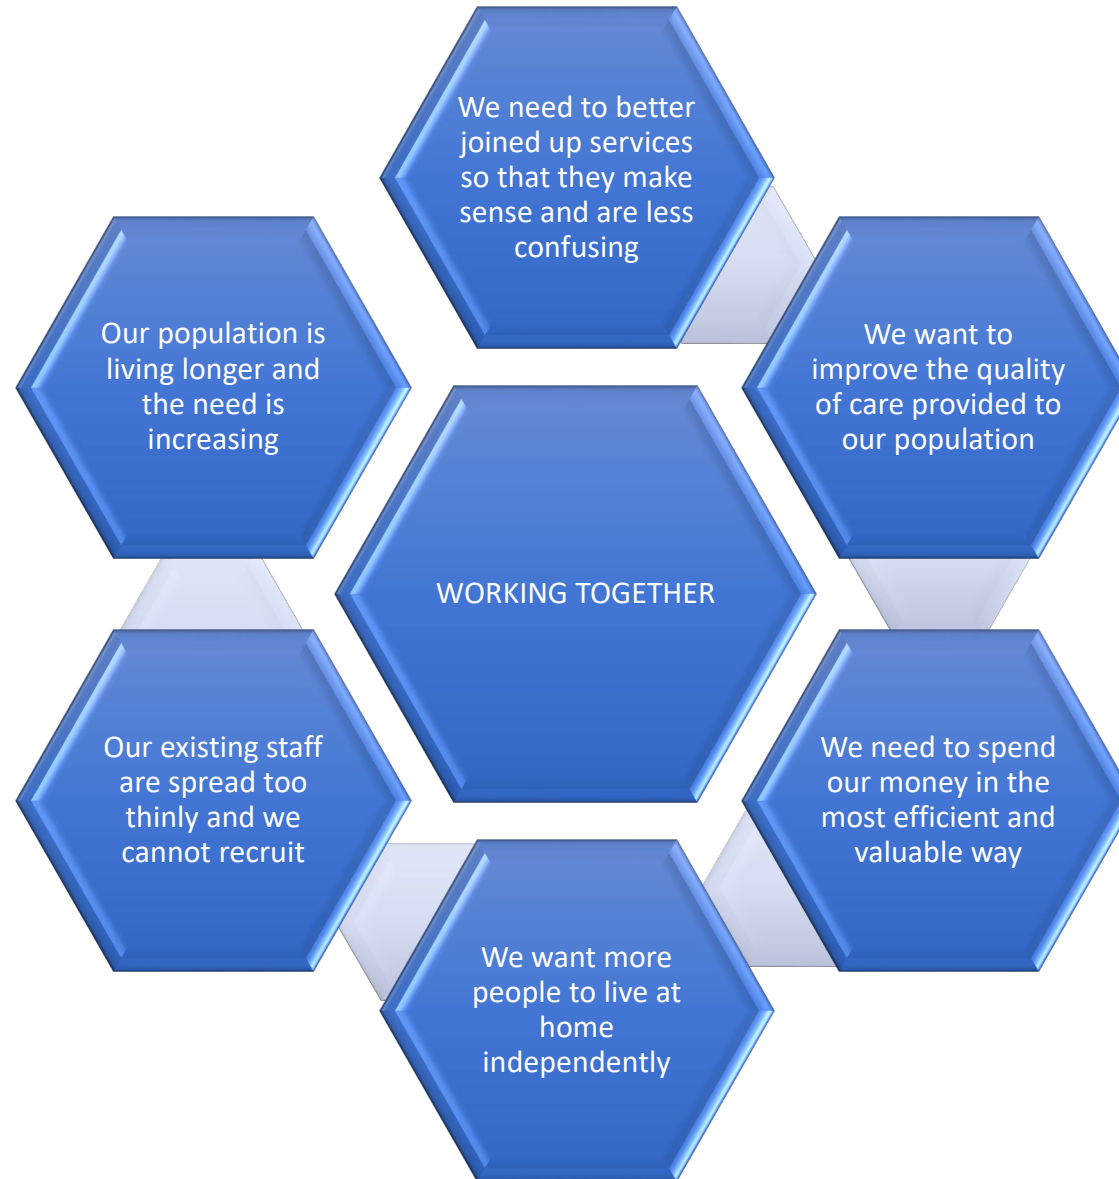 We need to better
joined up services
so that they make
sense and are less
confusing
We want to
improve the quality
of care provided to
our population
We need to spend
our money in the
most efficient and
valuable way
We want more
people to live at
home
independently
Our existing staff
are spread too
thinly and we
cannot recruit
Our population is
living longer and
the need is
increasing
WORKING TOGETHER